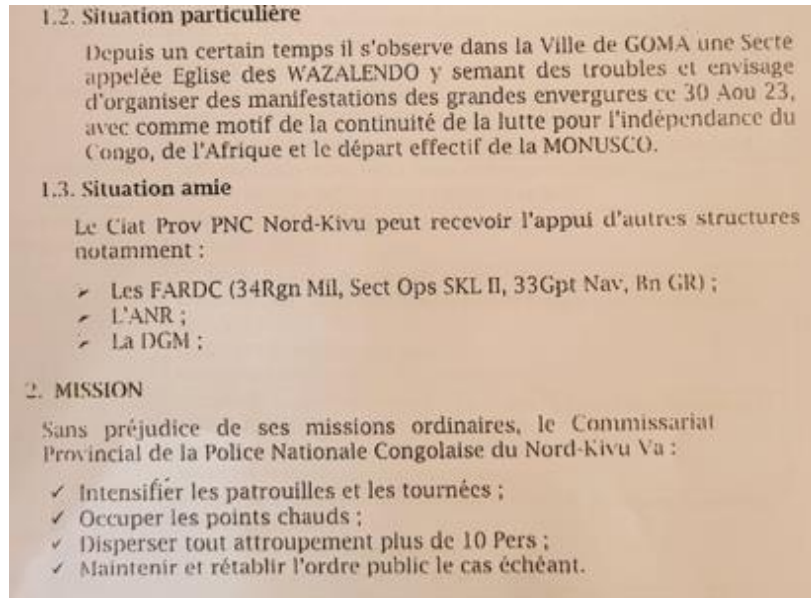 1.2. Situation particulière
Depuis un certain temps il s'observe dans la Ville de GOMA une Secte
appelée Eglise des WAZALENDO y semant des troubles et envisage
d'organiser des manifestations des grandes envergures ce 30 Aou 23,
avec comme motif de la continuité de la lutte pour l'indépendance du
Congo, de l'Afrique et le départ effectif de la MONUSCO.
1.3. Situation amie
Le Ciat Prov PNC Nord-Kivu peut recevoir l'appui d'autres structures
notamment :
➢ Les FARDC (34Rgn Mil, Sect Ops SKL II, 33Gpt Nav, Bn GR) ;
➢ L'ANR ;
➢ La DGM ;
2. MISSION
Sans préjudice de ses missions ordinaires, le Commissariat
Provincial de la Police Nationale Congolaise du Nord-Kivu Va :
✓ Intensifier les patrouilles et les tournées ;
✓ Occuper les points chauds ;
✓ Disperser tout attroupement plus de 10 Pers ;
✓ Maintenir et rétablir l'ordre public le cas échéant.